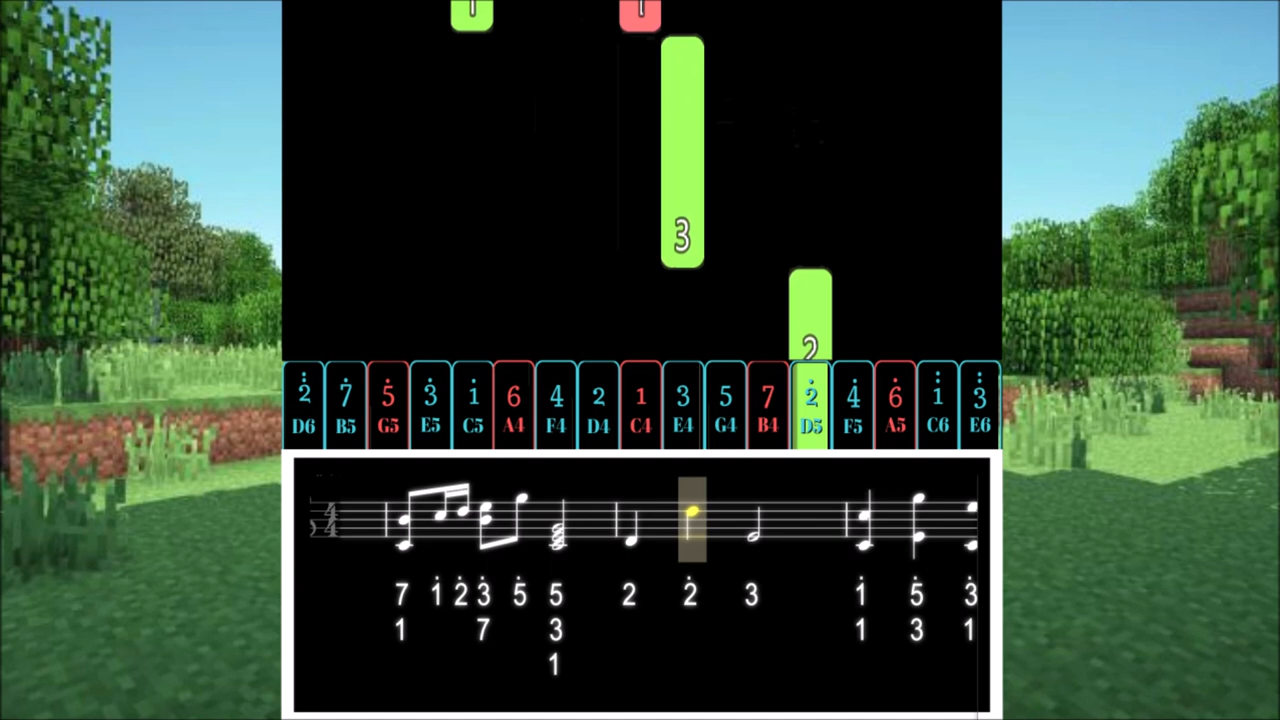 1 1
3
2
2̈ 7̇ 5̇ 3̇ 1̇ 6 4 2 1 3 5 7 2̇ 4̇ 6̇ 1̈ 3̈
D6 B5 G5 E5 C5 A4 F4 D4 C4 E4 G4 B4 D5 F5 A5 C6 E6
4
4
7 1̇ 2̇ 3̇ 5̇ 5 2 2̇ 3 1̇ 5̇ 3̇
1 7 3 1 3 1
1